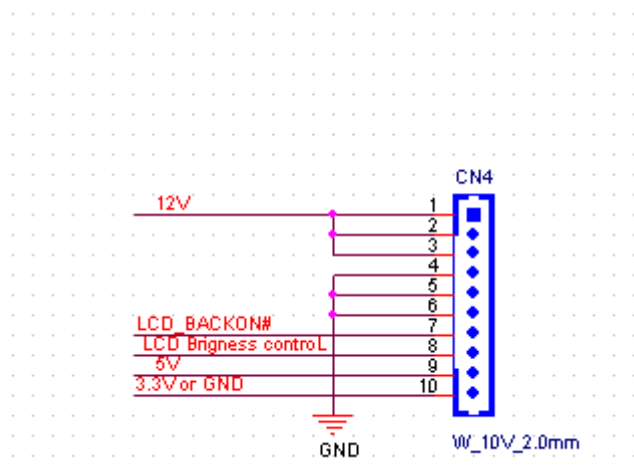 CN4
12V
1
2
3
4
5
6
LCD_BACKON#
7
LCD Brigness controL
8
5V
9
3.3V or GND
10
GND
W_10V_2.0mm